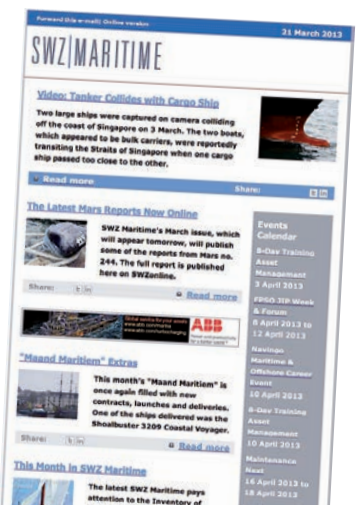 Forward this e-mail | Online version
21 March 2013
SWZ|MARITIME
Video: Tanker Collides with Cargo Ship
Two large ships were captured on camera colliding
off the coast of Singapore on 3 March. The two boats,
which appeared to be bulk carriers, were reportedly
transiting the Straits of Singapore when one cargo
ship passed too close to the other.
Read more
Share:
in
The Latest Mars Reports Now Online
SWZ Maritime's March issue, which
will appear tomorrow, will publish
some of the reports from Mars no.
244. The full report is published
here on SWZonline.
Share:
in
Read more
ABB
"Maand Maritiem" Extras
This month's "Maand Maritiem" is
once again filled with new
contracts, launches and deliveries.
One of the ships delivered was the
Shoalbuster 3209 Coastal Voyager.
Share:
in
Read more
This Month in SWZ Maritime
The latest SWZ Maritime pays
attention to the Inventory of
Events
Calendar
8-Day Training
Asset
Management
3 April 2013
FPSO JIP Week
& Forum
8 April 2013 to
12 April 2013
Navingo
Maritime &
Offshore Career
Event
10 April 2013
8-Day Training
Asset
Management
10 April 2013
Maintenance
Next
16 April 2013 to
18 April 2013